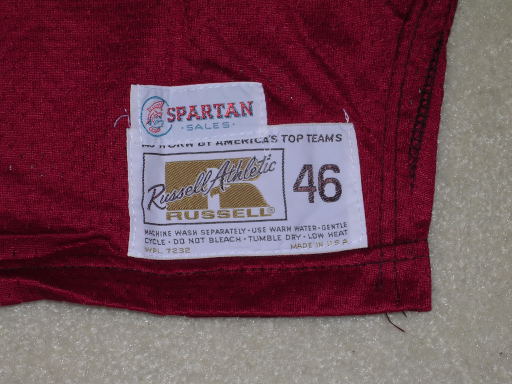 SPARTAN
· SALES ·
AS WORN BY AMERICA'S TOP TEAMS
Russell Athletic
RUSSELL®
46
MACHINE WASH SEPARATELY · USE WARM WATER - GENTLE
CYCLE · DO NOT BLEACH · TUMBLE DRY · LOW HEAT
WPL 7232 MADE IN U.S.A.